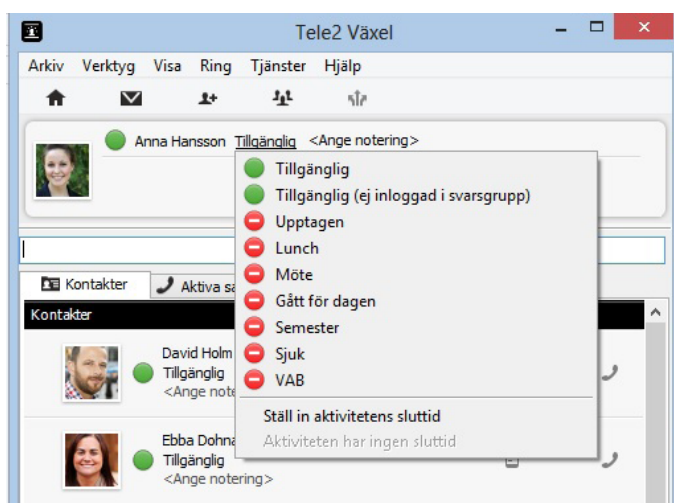 Tele2 Växel
Arkiv Verktyg Visa Ring Tjänster Hjälp
Anna Hansson Tillgänglig <Ange notering>
Tillgänglig
Tillgänglig (ej inloggad i svarsgrupp)
Upptagen
Lunch
Möte
Gått för dagen
Semester
Sjuk
VAB
Ställ in aktivitetens sluttid
Aktiviteten har ingen sluttid
Kontakter Aktiva sa
Kontakter
David Holm
Tillgänglig
<Ange note
Ebba Dohna
Tillgänglig
<Ange notering>